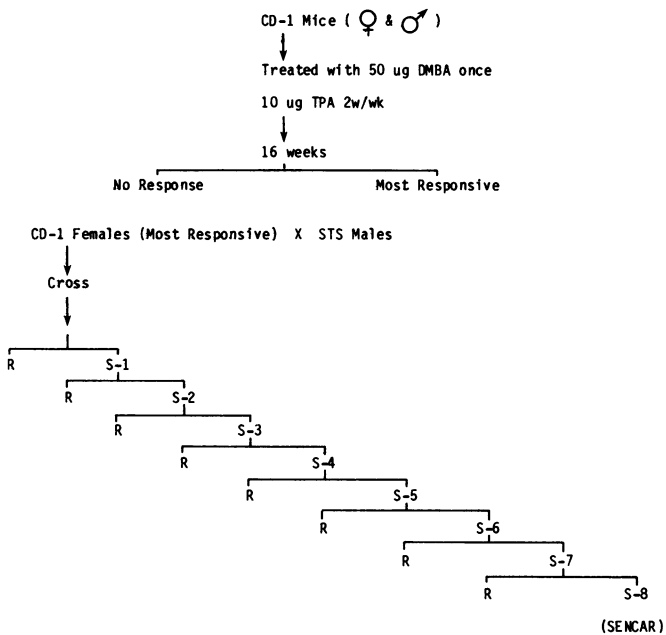 CD-1 Mice ( ♀ & ♂ )
Treated with 50 ug DMBA once
10 ug TPA 2w/wk
16 weeks
No Response Most Responsive
CD-1 Females (Most Responsive) X STS Males
Cross
R S-1
R S-2
R S-3
R S-4
R S-5
R S-6
R S-7
R S-8
(SENCAR)